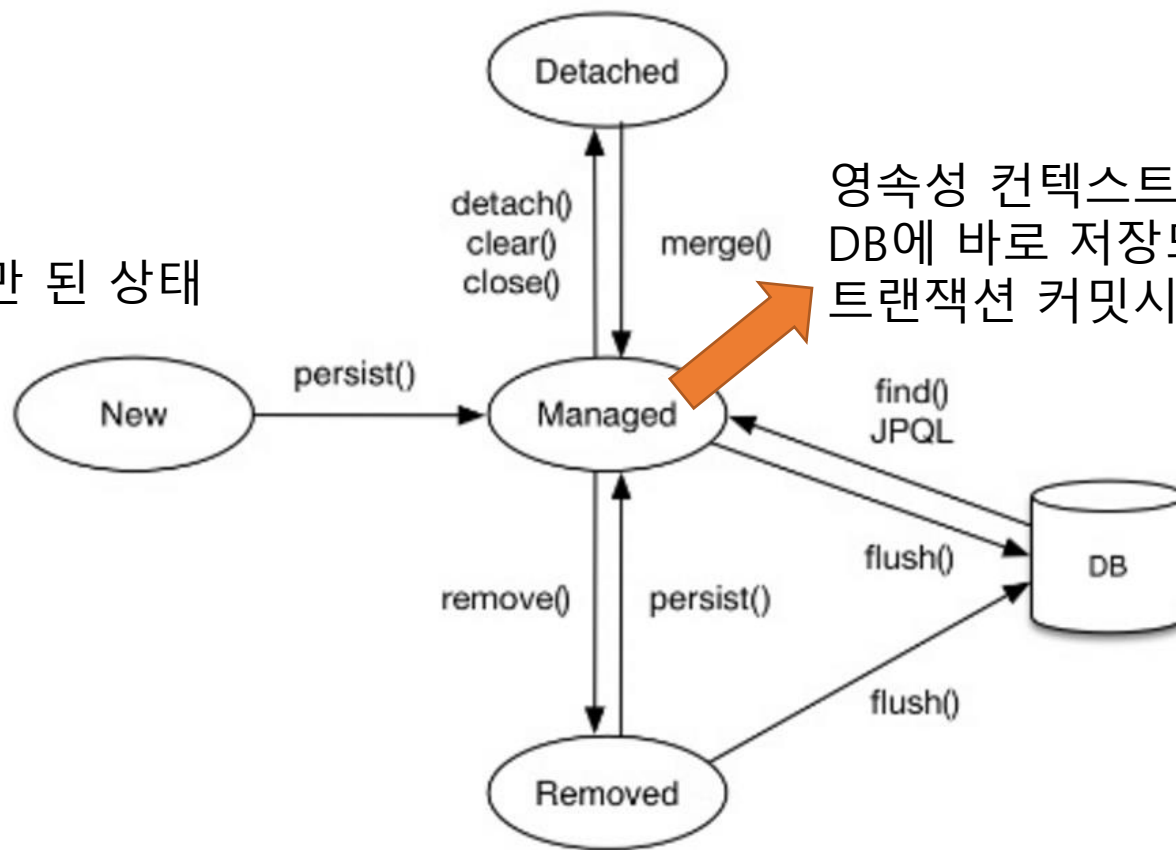 Detached
영속성 컨텍스트
detach()
clear()
close()
merge()
DB에 바로 저장
트랜잭션 커밋시
된 상태
New
persist()
Managed
find()
JPQL
flush()
DB
remove()
persist()
flush()
Removed